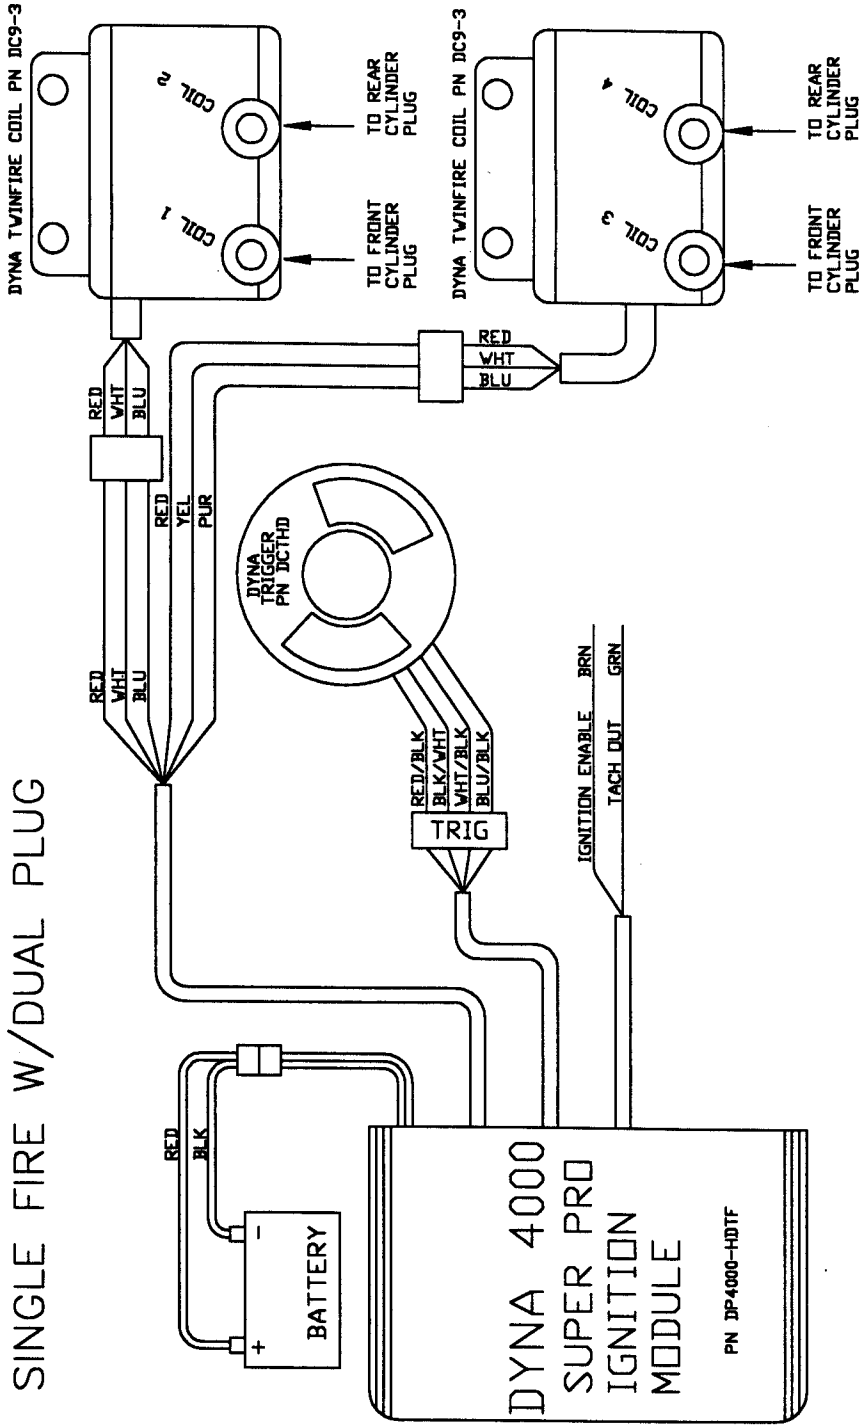 SINGLE FIRE W/DUAL PLUG
DYNA TWINFIRE COIL PN DC9-3
COIL 1
COIL 2
TO FRONT
CYLINDER
PLUG
TO REAR
CYLINDER
PLUG
DYNA TWINFIRE COIL PN DC9-3
COIL 3
COIL 4
TO FRONT
CYLINDER
PLUG
TO REAR
CYLINDER
PLUG
RED
WHT
BLU
RED
WHT
BLU
RED
YEL
PUR
RED
WHT
BLU
DYNA
TRIGGER
PN DCTHD
RED/BLK
BLK/WHT
WHT/BLK
BLU/BLK
TRIG
IGNITION ENABLE BRN
TACH OUT GRN
RED
BLK
+
-
BATTERY
DYNA 4000
SUPER PRO
IGNITION
MODULE
PN DP4000-HDTF